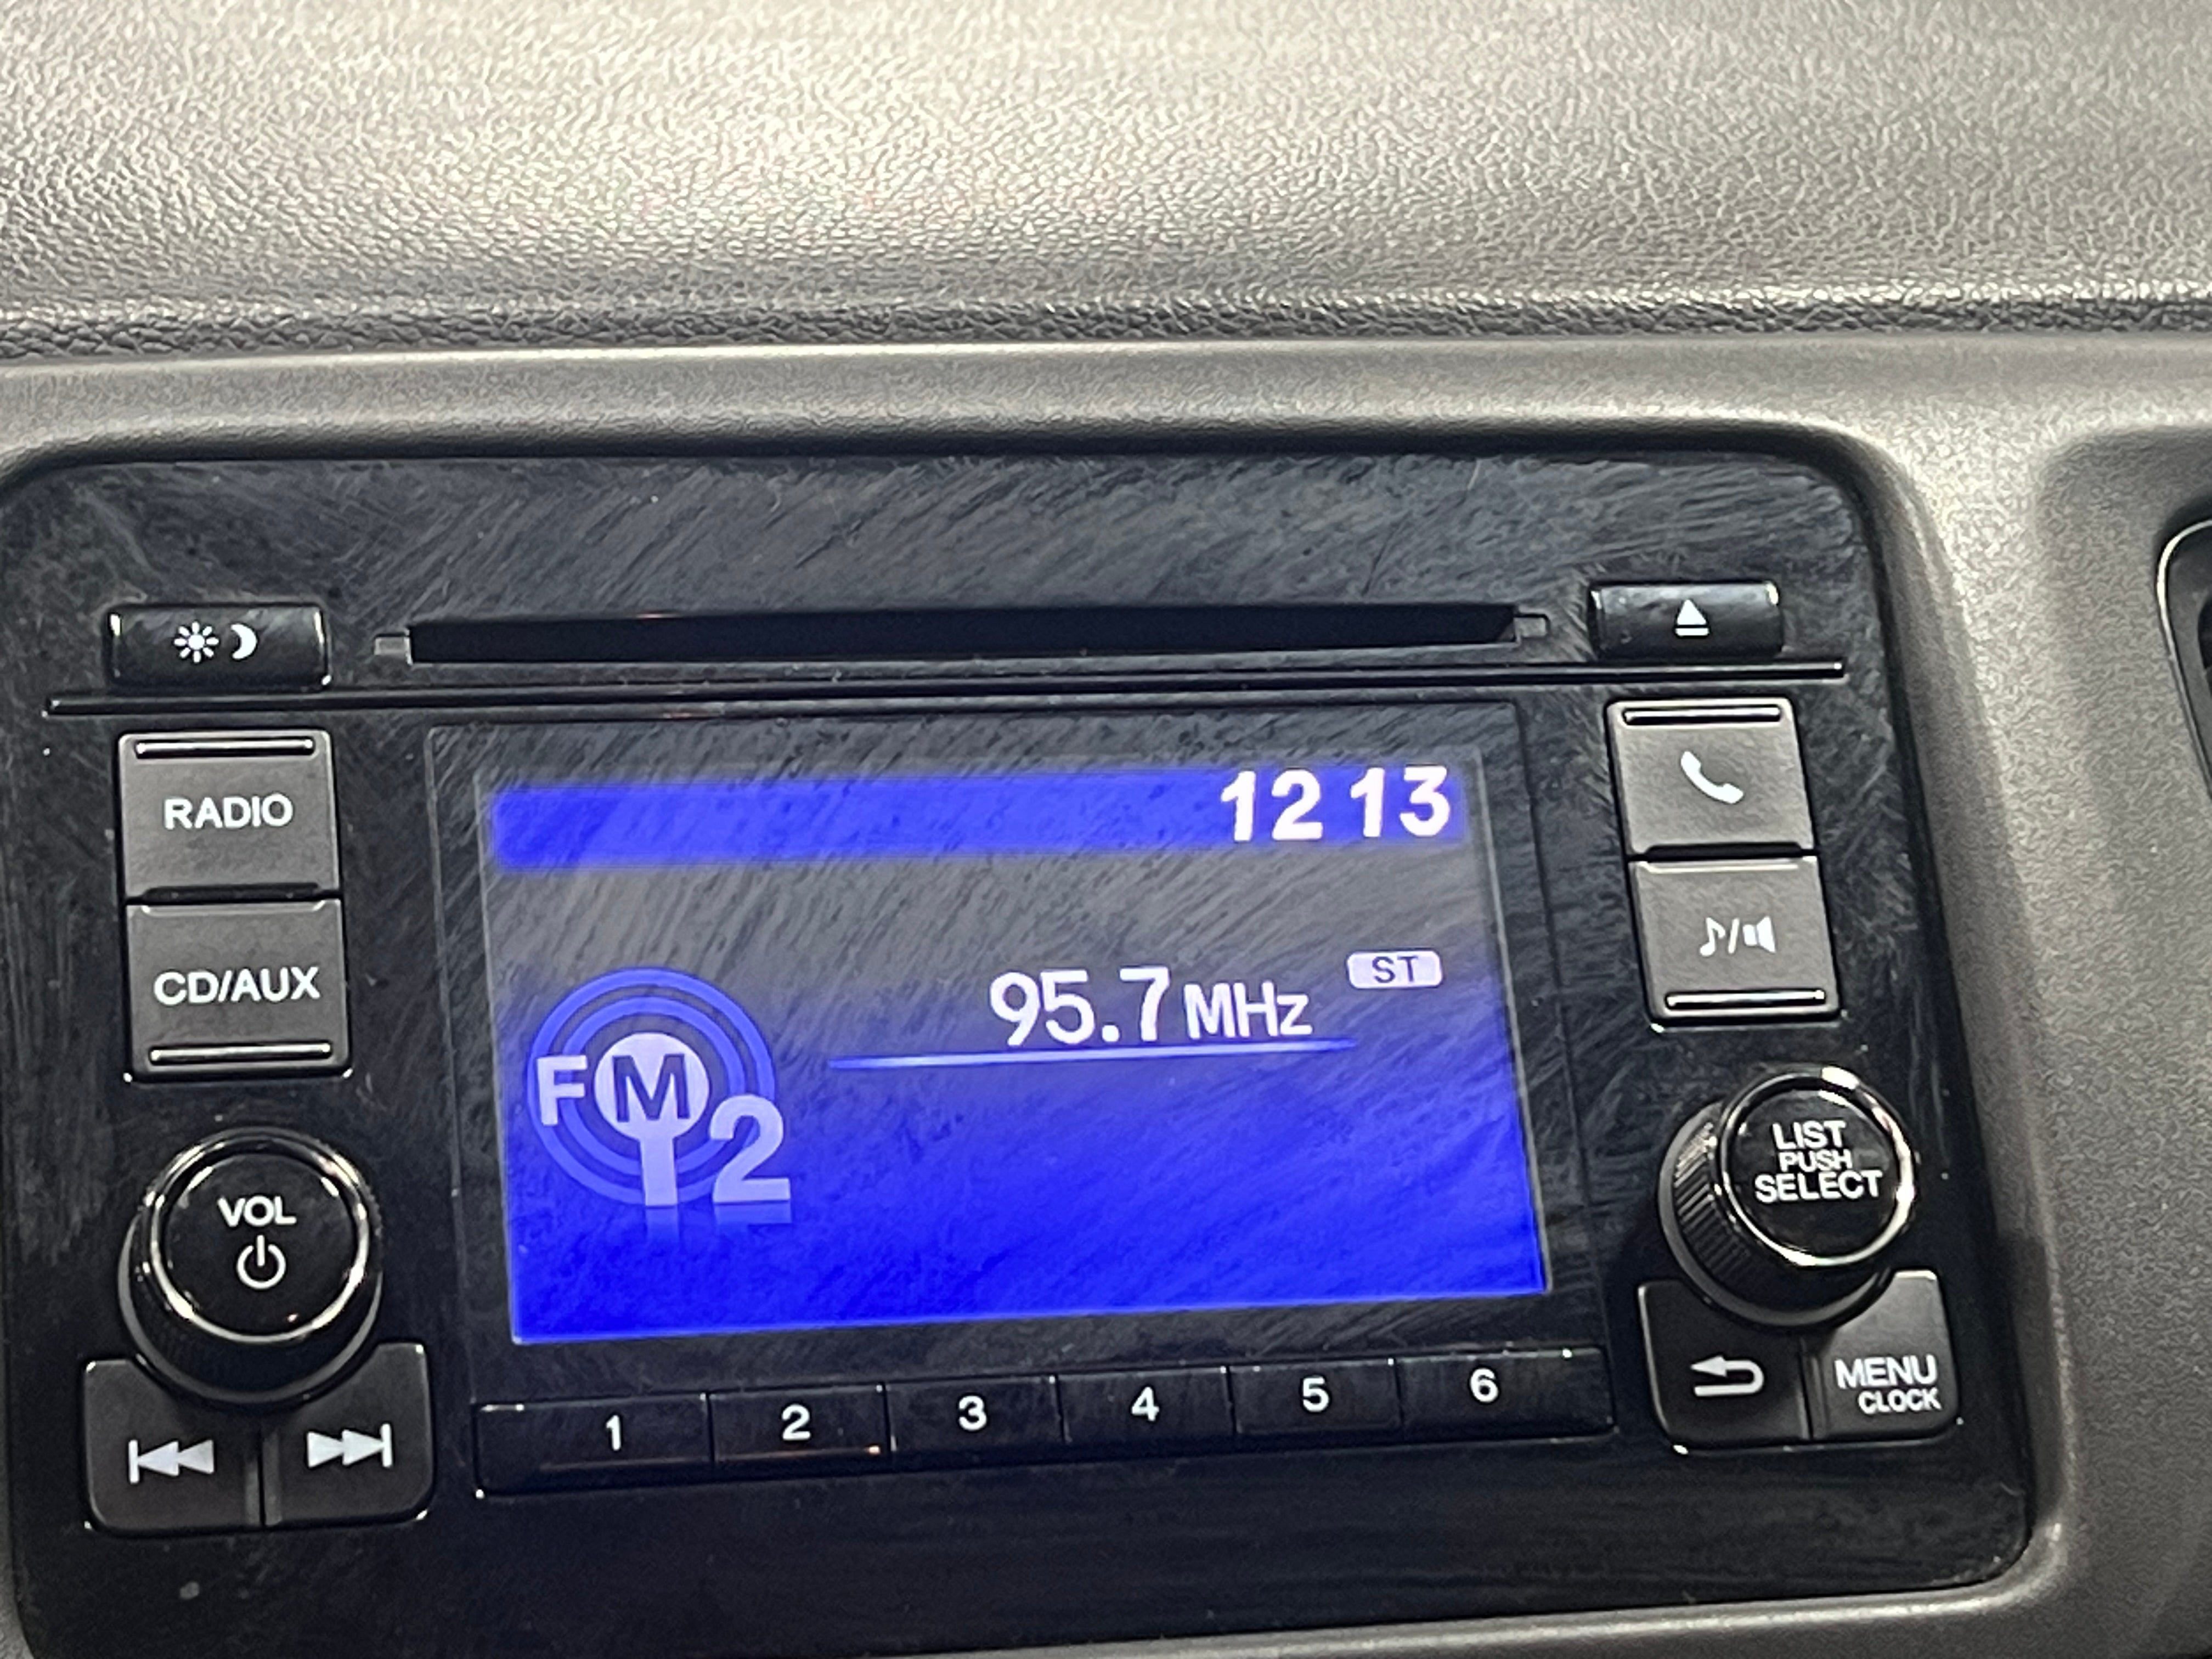 12 13
RADIO
CD/AUX
95.7 MHz
ST
FM
2
VOL
LIST
PUSH
SELECT
1
2
3
4
5
6
MENU
CLOCK